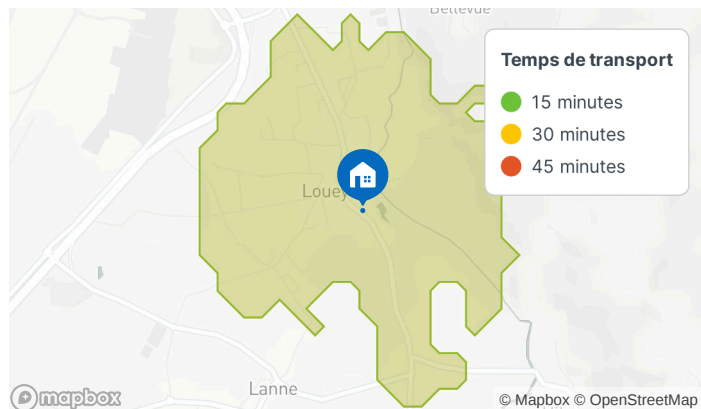 Bellevue
Temps de transport
15 minutes
30 minutes
45 minutes
Louey
Lanne
mapbox
© Mapbox © OpenStreetMap